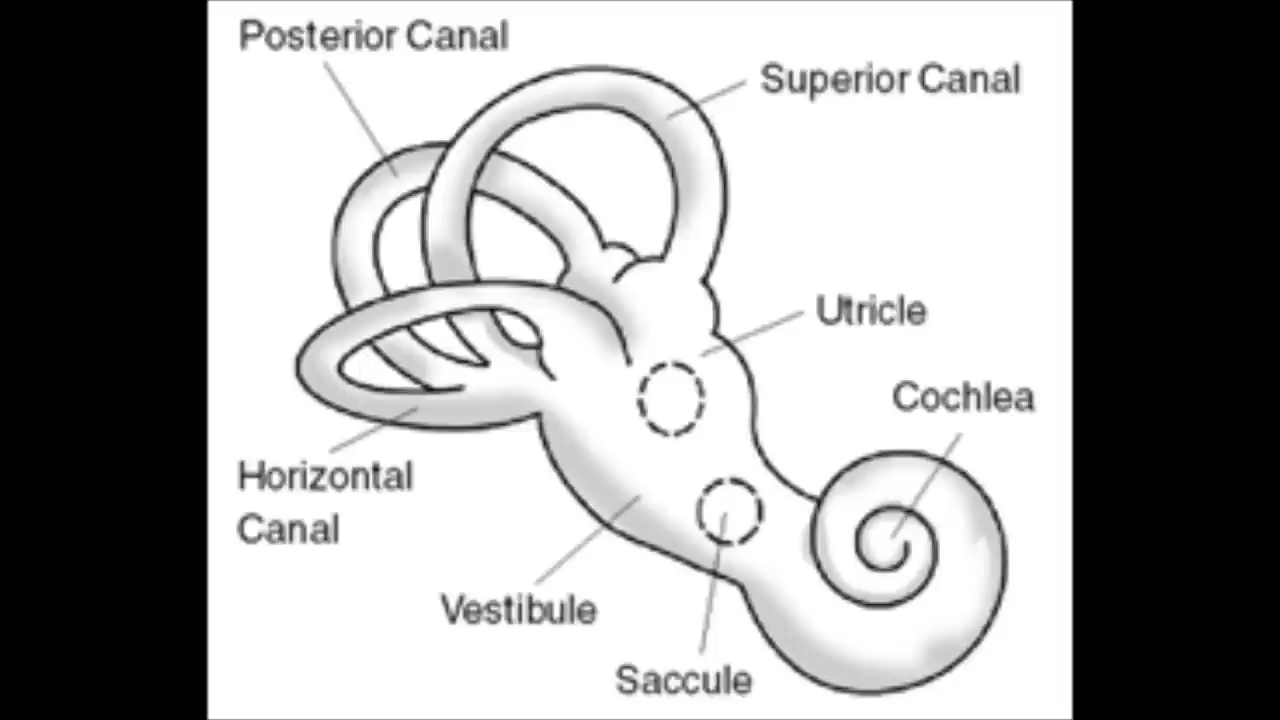 Posterior Canal
Superior Canal
Utricle
Cochlea
Horizontal
Canal
Vestibule
Saccule